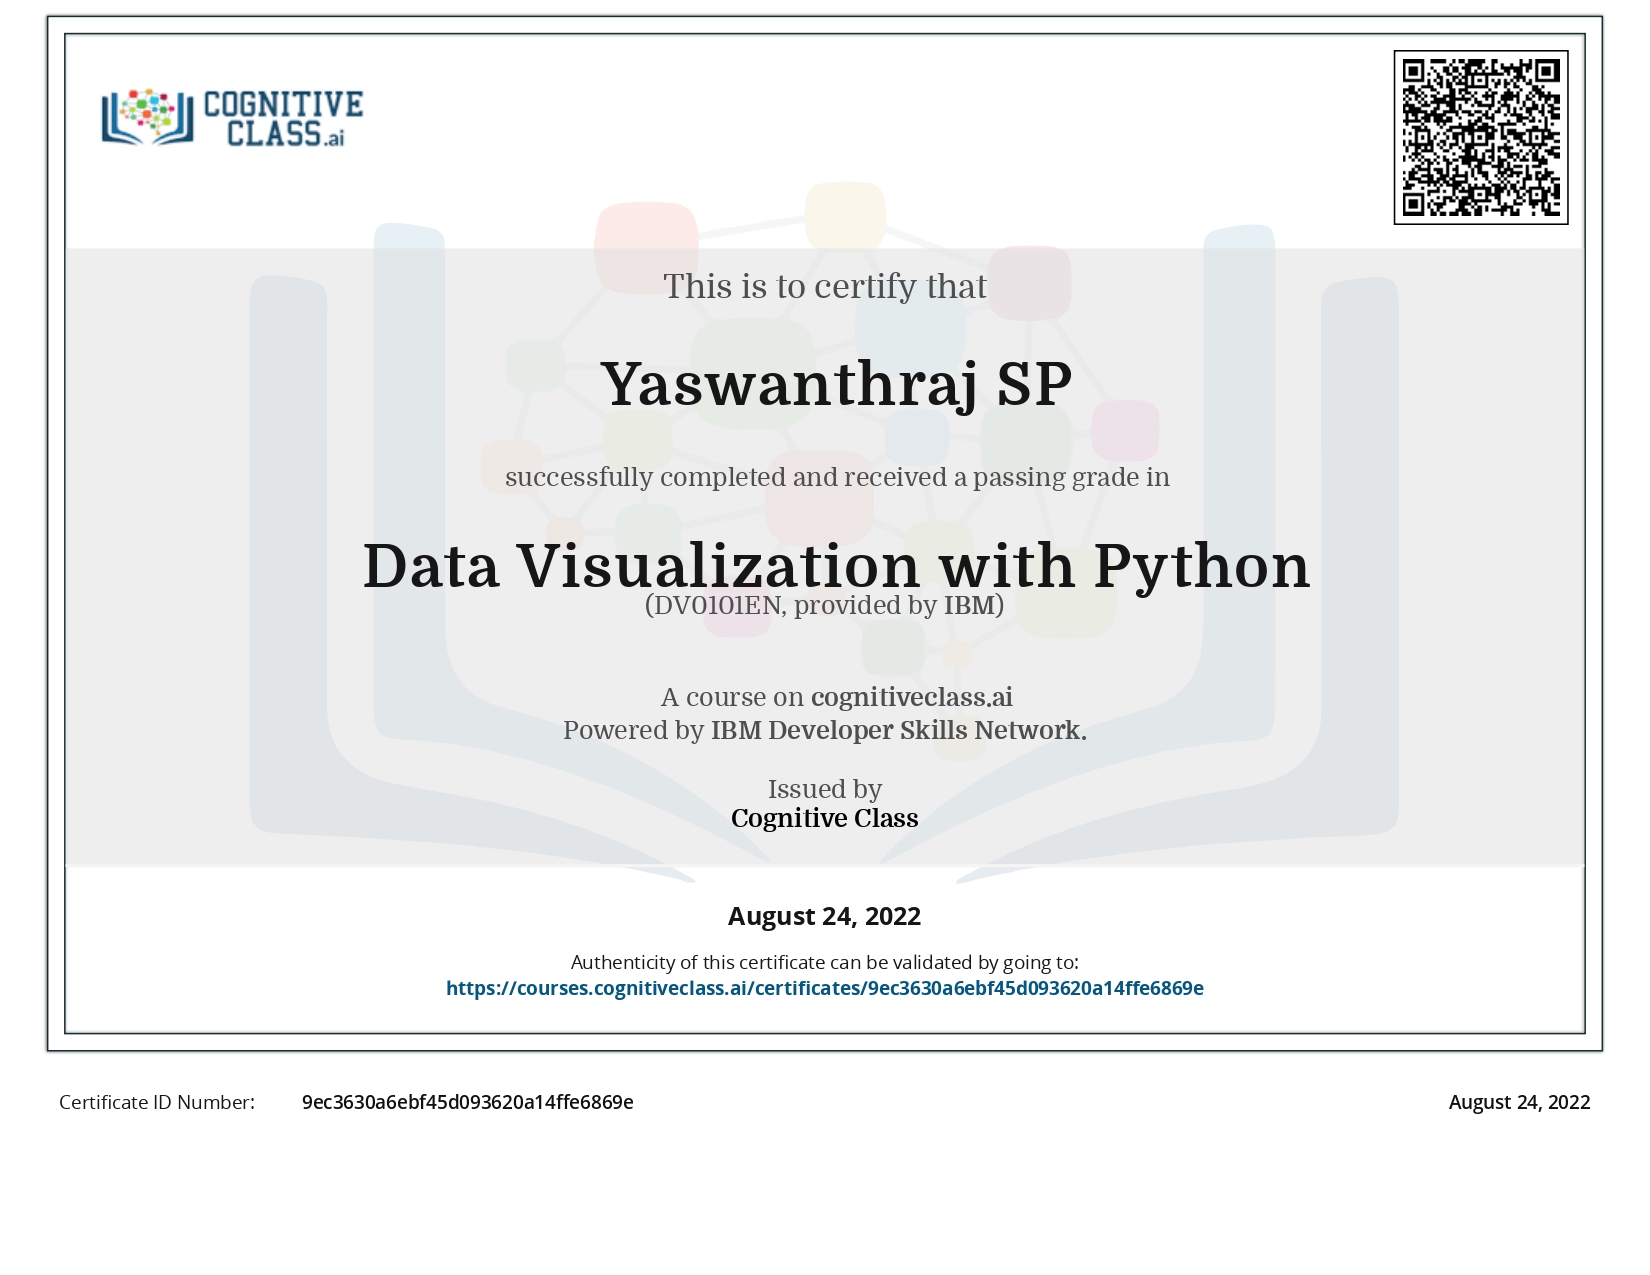 COGNITIVE
CLASS.ai
This is to certify that
Yaswanthraj SP
successfully completed and received a passing grade in
Data Visualization with Python
(DV0101EN, provided by IBM)
A course on cognitiveclass.ai
Powered by IBM Developer Skills Network.
Issued by
Cognitive Class
August 24, 2022
Authenticity of this certificate can be validated by going to:
https://courses.cognitiveclass.ai/certificates/9ec3630a6ebf45d093620a14ffe6869e
Certificate ID Number: 9ec3630a6ebf45d093620a14ffe6869e August 24, 2022